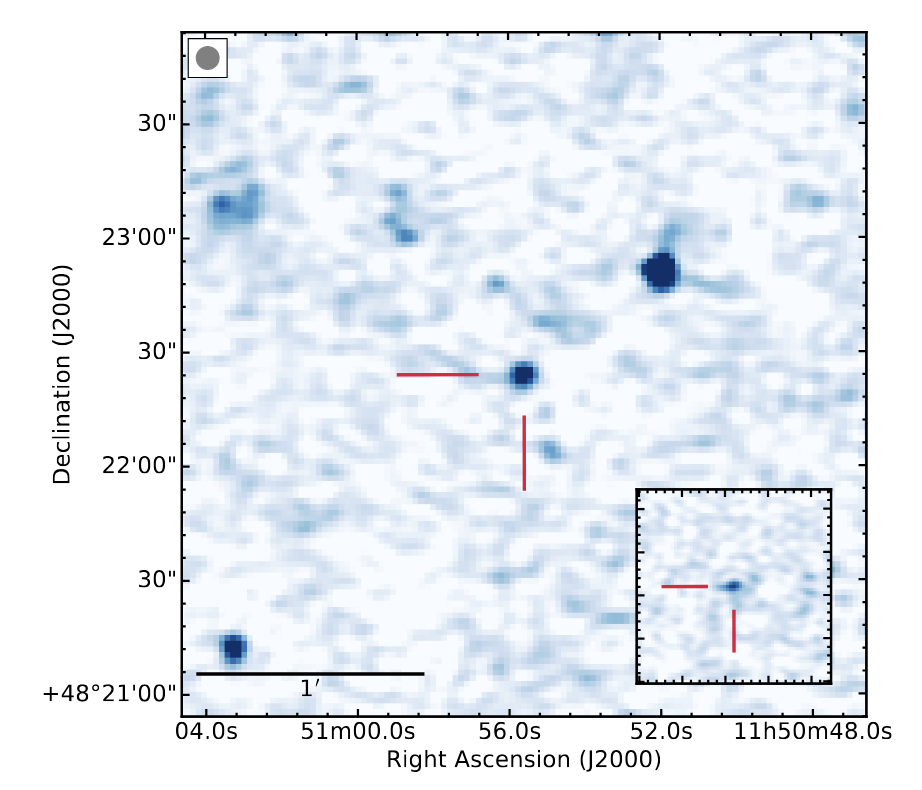 30"
23'00"
30"
22'00"
30"
+48°21'00"
Declination (J2000)
1′
04.0s 51m00.0s 56.0s 52.0s 11h50m48.0s
Right Ascension (J2000)